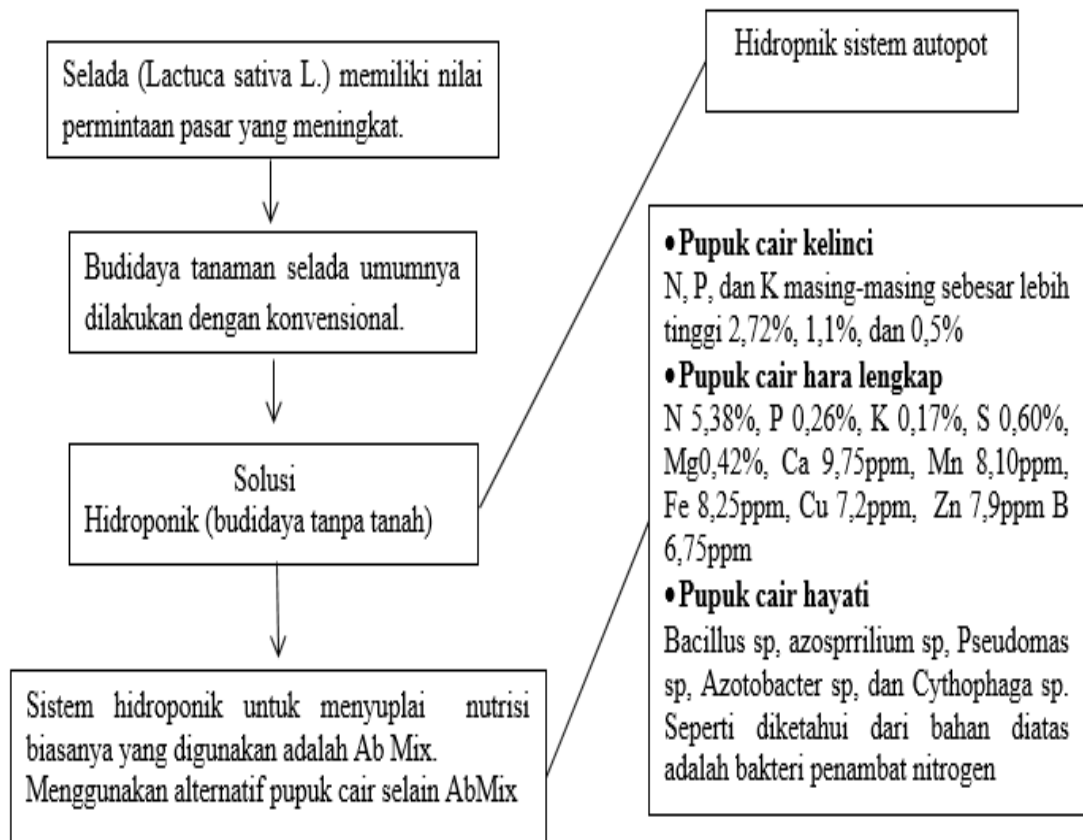 Selada (Lactuca sativa L.) memiliki nilai
permintaan pasar yang meningkat.
Budidaya tanaman selada umumnya
dilakukan dengan konvensional.
Solusi
Hidroponik (budidaya tanpa tanah)
Sistem hidroponik untuk menyuplai nutrisi
biasanya yang digunakan adalah Ab Mix.
Menggunakan alternatif pupuk cair selain AbMix
Hidropnik sistem autopot
•Pupuk cair kelinci
N, P, dan K masing-masing sebesar lebih
tinggi 2,72%, 1,1%, dan 0,5%
•Pupuk cair hara lengkap
N 5,38%, P 0,26%, K 0,17%, S 0,60%,
Mg0,42%, Ca 9,75ppm, Mn 8,10ppm,
Fe 8,25ppm, Cu 7,2ppm, Zn 7,9ppm B
6,75ppm
•Pupuk cair hayati
Bacillus sp, azosprrilium sp, Pseudomas
sp, Azotobacter sp, dan Cythophaga sp.
Seperti diketahui dari bahan diatas
adalah bakteri penambat nitrogen